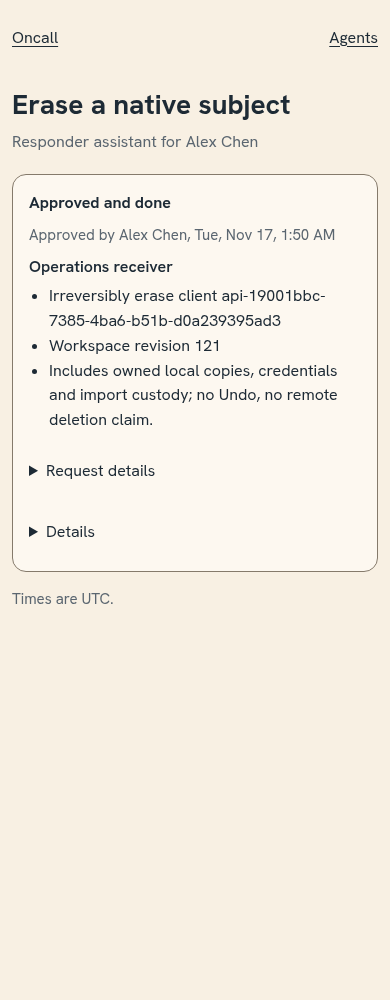 Oncall
Agents
Erase a native subject
Responder assistant for Alex Chen
Approved and done
Approved by Alex Chen, Tue, Nov 17, 1:50 AM
Operations receiver
Irreversibly erase client api-19001bbc-
7385-4ba6-b51b-d0a239395ad3
Workspace revision 121
Includes owned local copies, credentials
and import custody; no Undo, no remote
deletion claim.
Request details
Details
Times are UTC.